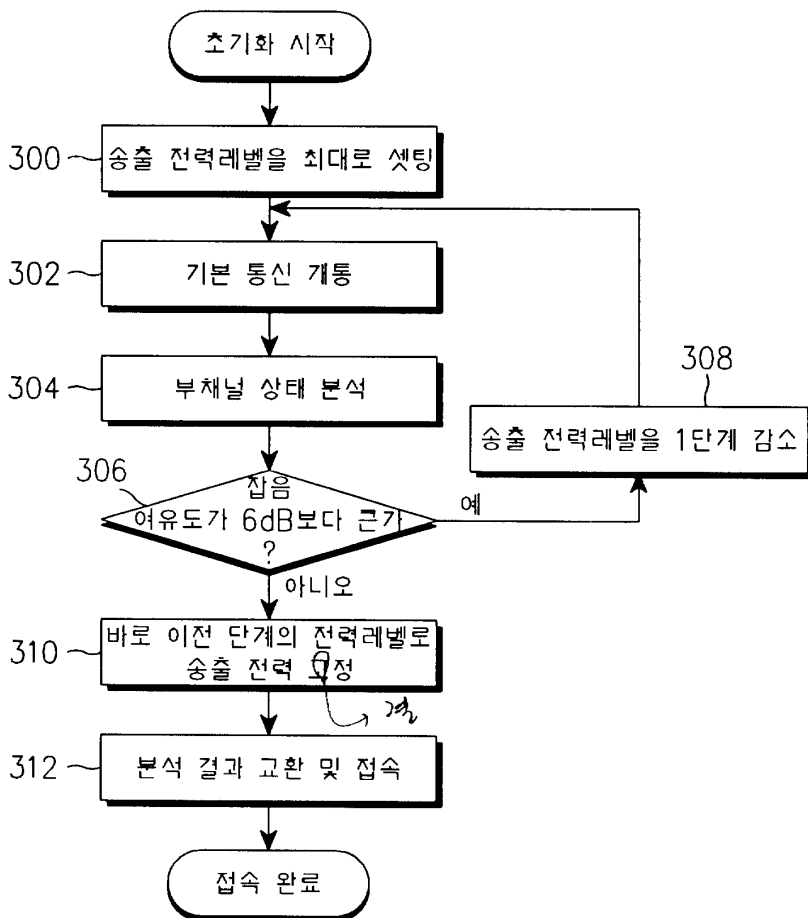 초기화 시작
300
송출 전력레벨을 최대로 셋팅
302
기본 통신 개통
304
부채널 상태 분석
308
송출 전력레벨을 1단계 감소
306
잡음
여유도가 6dB보다 큰가
?
예
아니오
310
바로 이전 단계의 전력레벨로
송출 전력
결
312
분석 결과 교환 및 접속
접속 완료